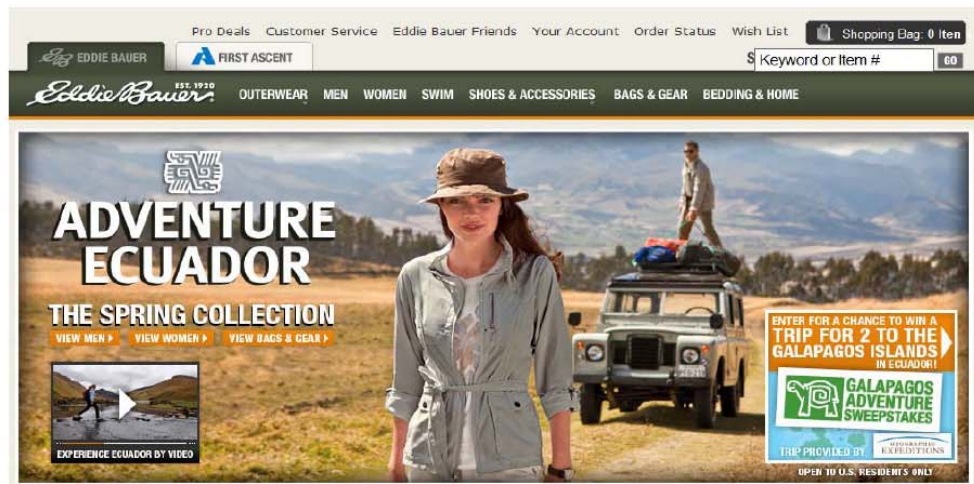 Pro Deals Customer Service Eddie Bauer Friends Your Account Order Status Wish List Shopping Bag: 0 Iten
EDDIE BAUER FIRST ASCENT S Keyword or Item # GO
Eddie Bauer EST. 1920 OUTERWEAR MEN WOMEN SWIM SHOES & ACCESSORIES BAGS & GEAR BEDDING & HOME
ADVENTURE
ECUADOR
THE SPRING COLLECTION
VIEW MEN VIEW WOMEN VIEW BAGS & GEAR
EXPERIENCE ECUADOR BY VIDEO
ENTER FOR A CHANCE TO WIN A
TRIP FOR 2 TO THE
GALAPAGOS ISLANDS
IN ECUADOR!
GALAPAGOS
ADVENTURE
SWEEPSTAKES
TRIP PROVIDED BY
GEOGRAPHIC
EXPEDITIONS
OPEN TO U.S. RESIDENTS ONLY